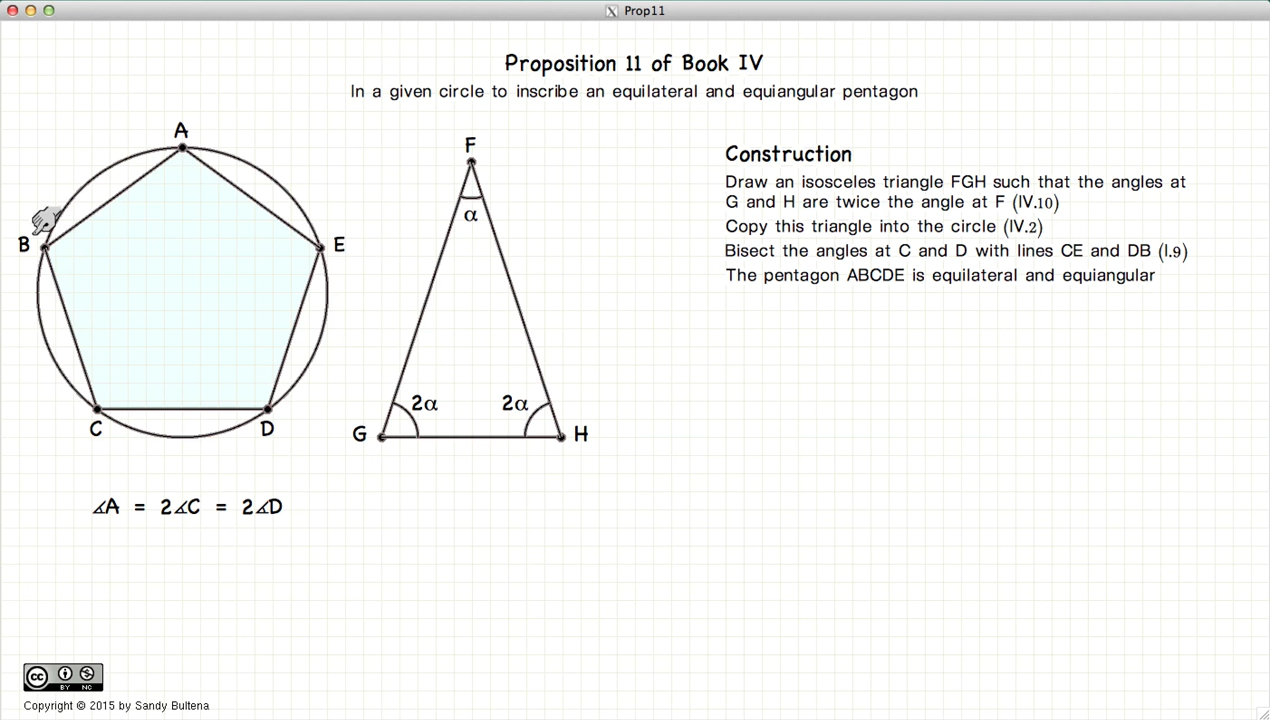 Prop11
Proposition 11 of Book IV
In a given circle to inscribe an equilateral and equiangular pentagon
A
B
E
C
D
F
α
2α
2α
G
H
Construction
Draw an isosceles triangle FGH such that the angles at
G and H are twice the angle at F (IV.10)
Copy this triangle into the circle (IV.2)
Bisect the angles at C and D with lines CE and DB (I.9)
The pentagon ABCDE is equilateral and equiangular
∡A = 2∡C = 2∡D
cc
BY NC
Copyright © 2015 by Sandy Bultena